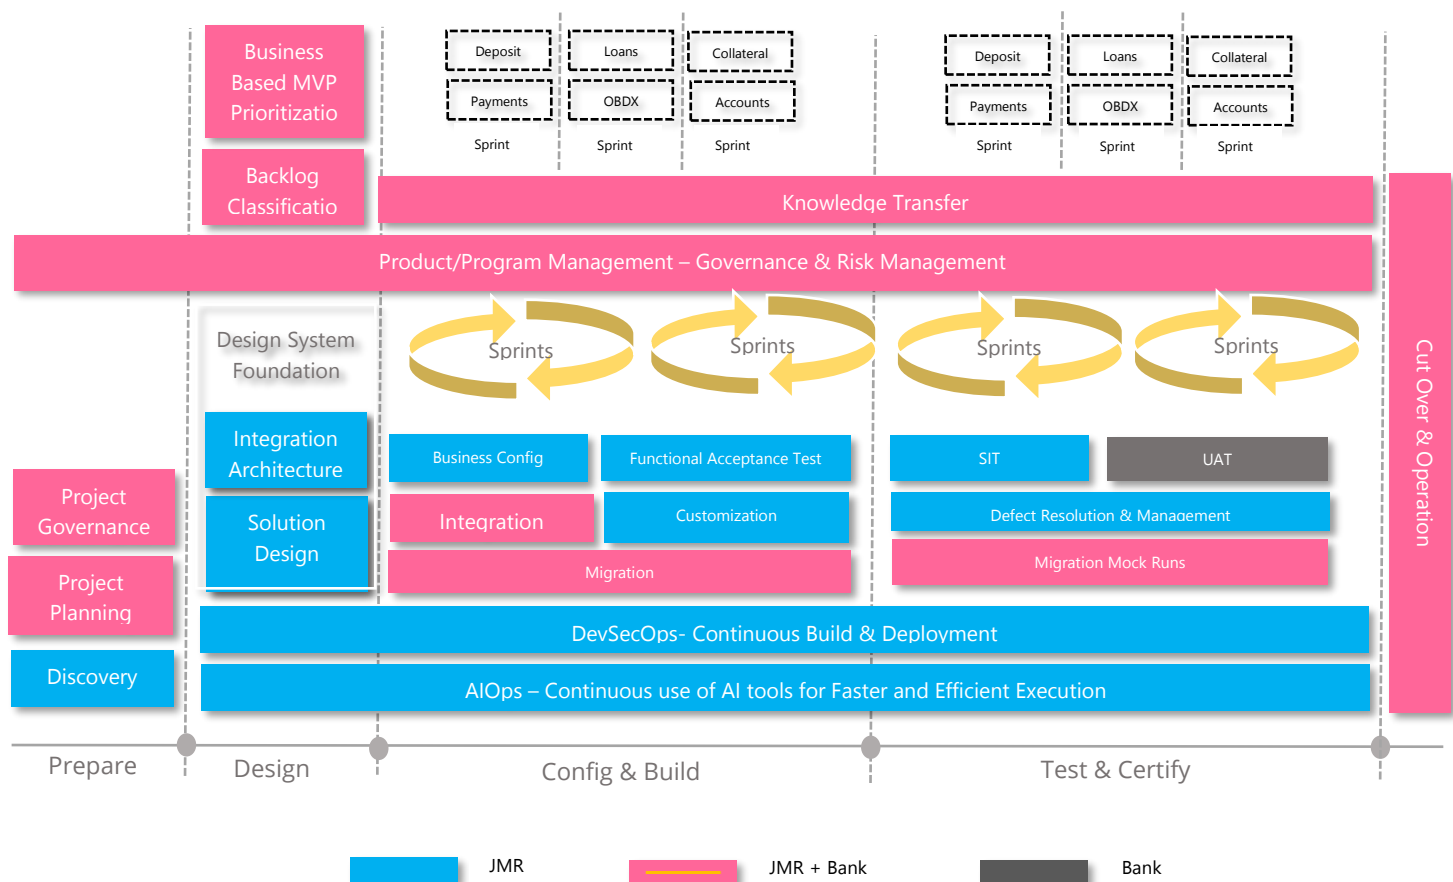 Business
Based MVP
Prioritizatio
Backlog
Classificatio
Deposit
Loans
Collateral
Payments
OBDX
Accounts
Sprint
Sprint
Sprint
Deposit
Loans
Collateral
Payments
OBDX
Accounts
Sprint
Sprint
Sprint
Knowledge Transfer
Product/Program Management – Governance & Risk Management
Design System
Foundation
Sprints
Sprints
Sprints
Sprints
Integration
Architecture
Solution
Design
Business Config
Functional Acceptance Test
Integration
Customization
Migration
SIT
UAT
Defect Resolution & Management
Migration Mock Runs
Project
Governance
Project
Planning
Discovery
DevSecOps- Continuous Build & Deployment
AIOps – Continuous use of AI tools for Faster and Efficient Execution
Cut Over & Operation
Prepare
Design
Config & Build
Test & Certify
JMR
JMR + Bank
Bank